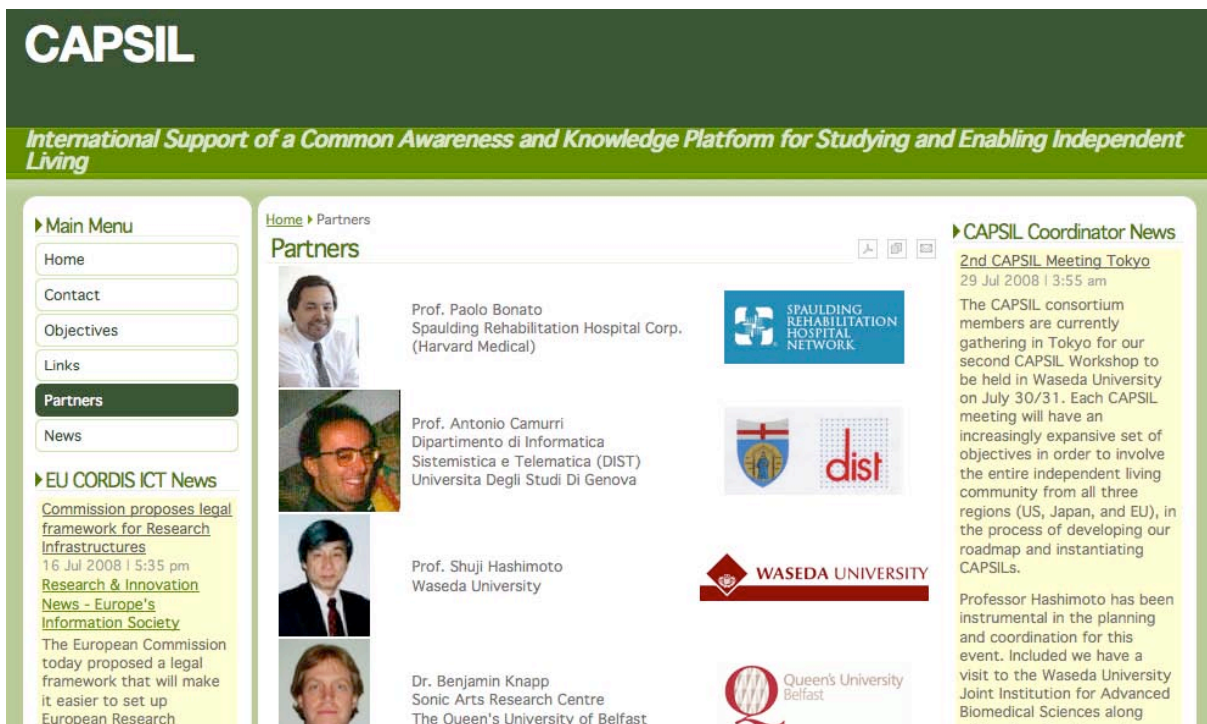 CAPSIL
International Support of a Common Awareness and Knowledge Platform for Studying and Enabling Independent
Living
Main Menu
Home
Contact
Objectives
Links
Partners
News
EU CORDIS ICT News
Commission proposes legal
framework for Research
Infrastructures
16 Jul 2008 | 5:35 pm
Research & Innovation
News - Europe's
Information Society
The European Commission
today proposed a legal
framework that will make
it easier to set up
European Research
Home Partners
Partners
Prof. Paolo Bonato
Spaulding Rehabilitation Hospital Corp.
(Harvard Medical)
SPAULDING
REHABILITATION
HOSPITAL
NETWORK
Prof. Antonio Camurri
Dipartimento di Informatica
Sistemistica e Telematica (DIST)
Universita Degli Studi Di Genova
dist
Prof. Shuji Hashimoto
Waseda University
WASEDA UNIVERSITY
Dr. Benjamin Knapp
Sonic Arts Research Centre
The Queen's University of Belfast
Queen's University
Belfast
CAPSIL Coordinator News
2nd CAPSIL Meeting Tokyo
29 Jul 2008 | 3:55 am
The CAPSIL consortium
members are currently
gathering in Tokyo for our
second CAPSIL Workshop to
be held in Waseda University
on July 30/31. Each CAPSIL
meeting will have an
increasingly expansive set of
objectives in order to involve
the entire independent living
community from all three
regions (US, Japan, and EU), in
the process of developing our
roadmap and instantiating
CAPSILs.
Professor Hashimoto has been
instrumental in the planning
and coordination for this
event. Included we have a
visit to the Waseda University
Joint Institution for Advanced
Biomedical Sciences along